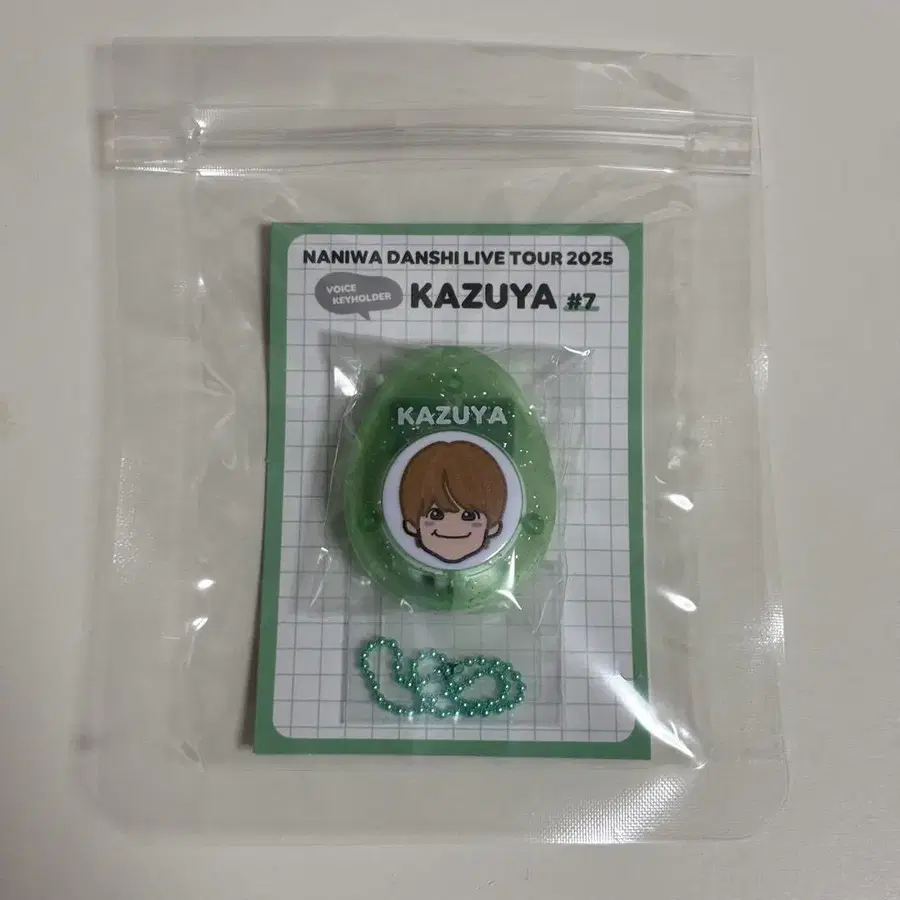 NANIWA DANSHI LIVE TOUR 2025
VOICE
KEYHOLDER
KAZUYA #7
KAZUYA